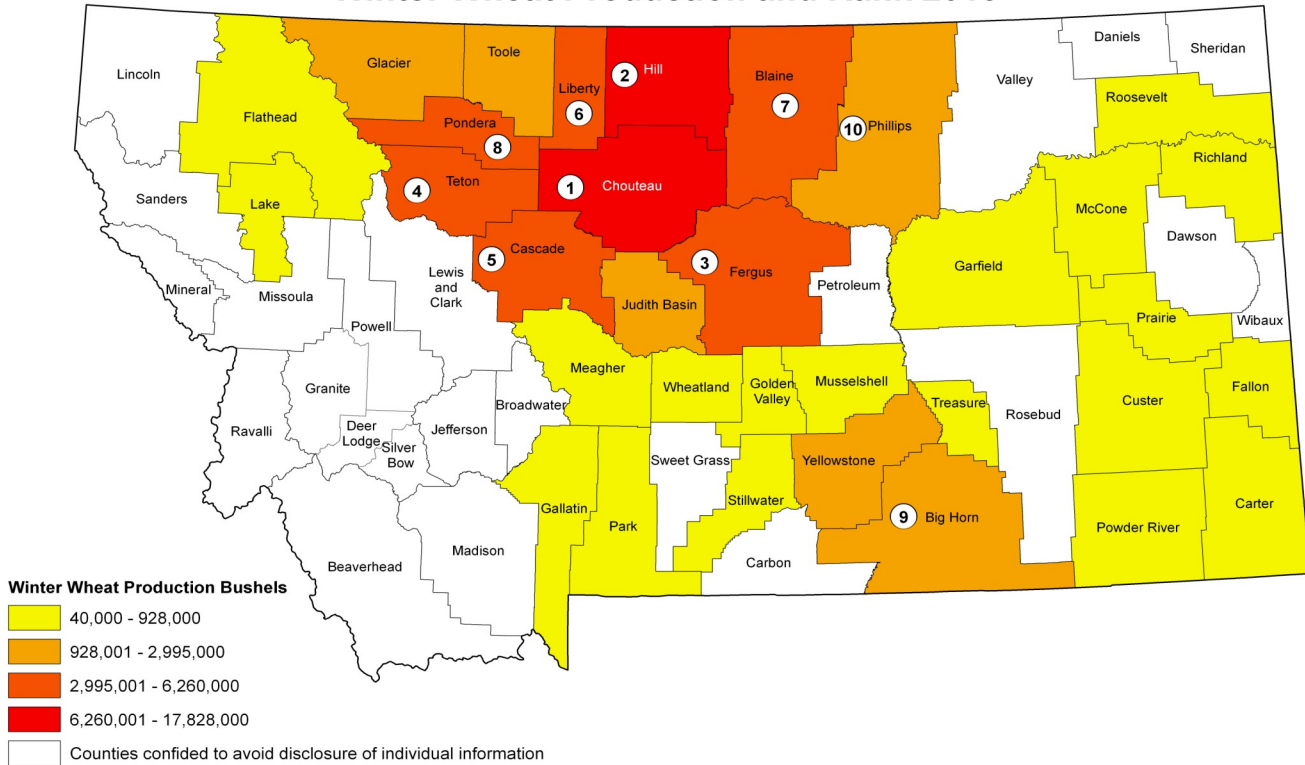 Winter Wheat Production and Rank
Daniels
Sheridan
Lincoln
Glacier
Toole
Hill
2
Blaine
Valley
Liberty
6
7
Roosevelt
Flathead
Pondera
8
10
Phillips
Richland
Teton
4
1
Chouteau
Sanders
Lake
McCone
Dawson
Cascade
5
3
Fergus
Garfield
Lewis
and
Clark
Petroleum
Mineral
Missoula
Judith Basin
Prairie
Wibaux
Powell
Meagher
Wheatland
Golden
Valley
Musselshell
Treasure
Rosebud
Custer
Fallon
Granite
Broadwater
Ravalli
Deer
Lodge
Jefferson
Silver
Bow
Sweet Grass
Yellowstone
Stillwater
Gallatin
Park
9
Big Horn
Powder River
Carter
Madison
Carbon
Beaverhead
Winter Wheat Production Bushels
40,000 - 928,000
928,001 - 2,995,000
2,995,001 - 6,260,000
6,260,001 - 17,828,000
Counties confided to avoid disclosure of individual information